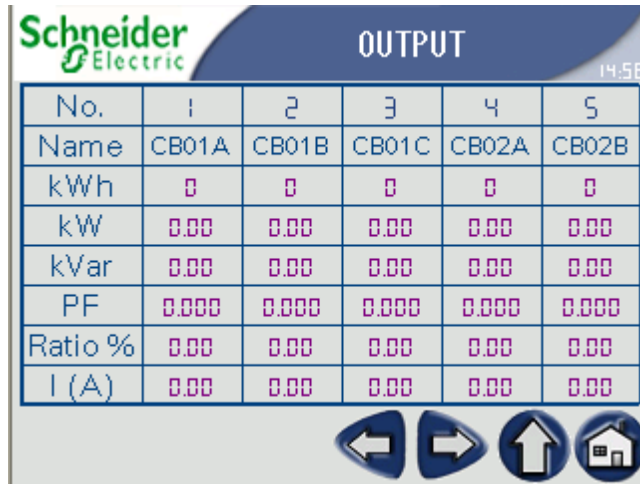 Schneider
Electric
OUTPUT
14:58
No. 1 2 3 4 5
Name CB01A CB01B CB01C CB02A CB02B
kWh 0 0 0 0 0
kW 0.00 0.00 0.00 0.00 0.00
kVar 0.00 0.00 0.00 0.00 0.00
PF 0.000 0.000 0.000 0.000 0.000
Ratio % 0.00 0.00 0.00 0.00 0.00
I (A) 0.00 0.00 0.00 0.00 0.00